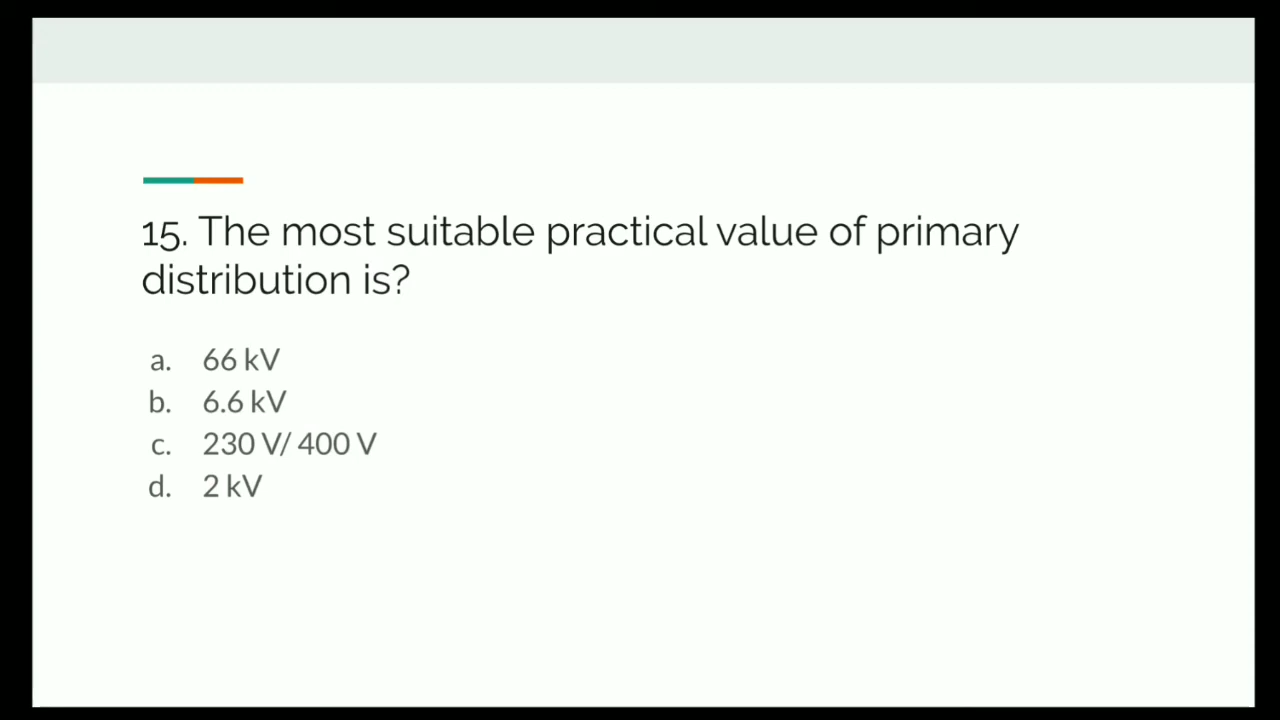 15. The most suitable practical value of primary
distribution is?
a. 66 kV
b. 6.6 kV
c. 230 V/ 400 V
d. 2 kV